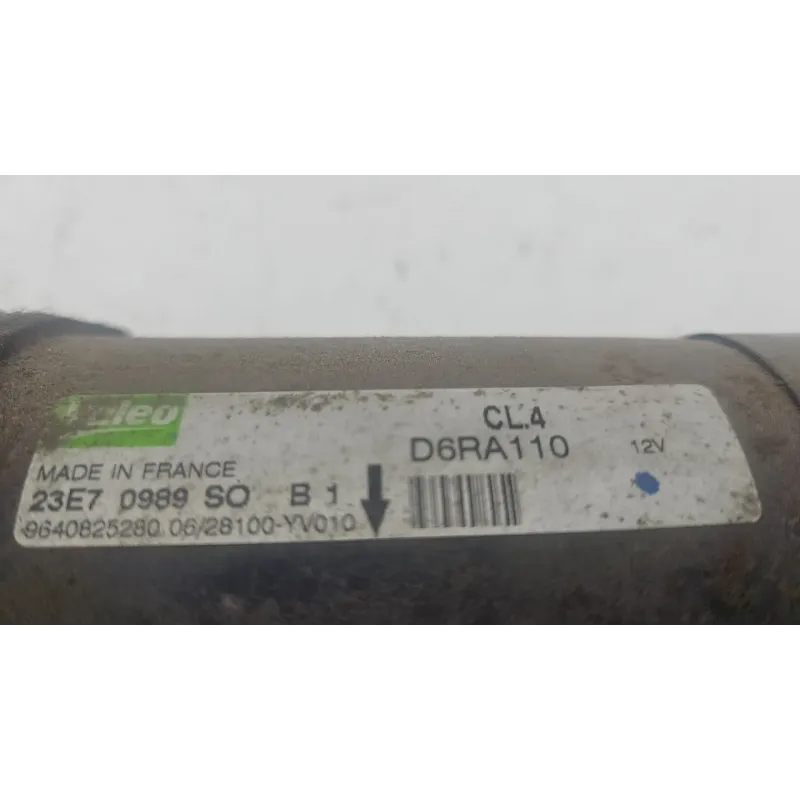 Valeo
CL.4
D6RA110 12V
MADE IN FRANCE
23E7 0989 SO B 1
9640825280 06/28100-YV010